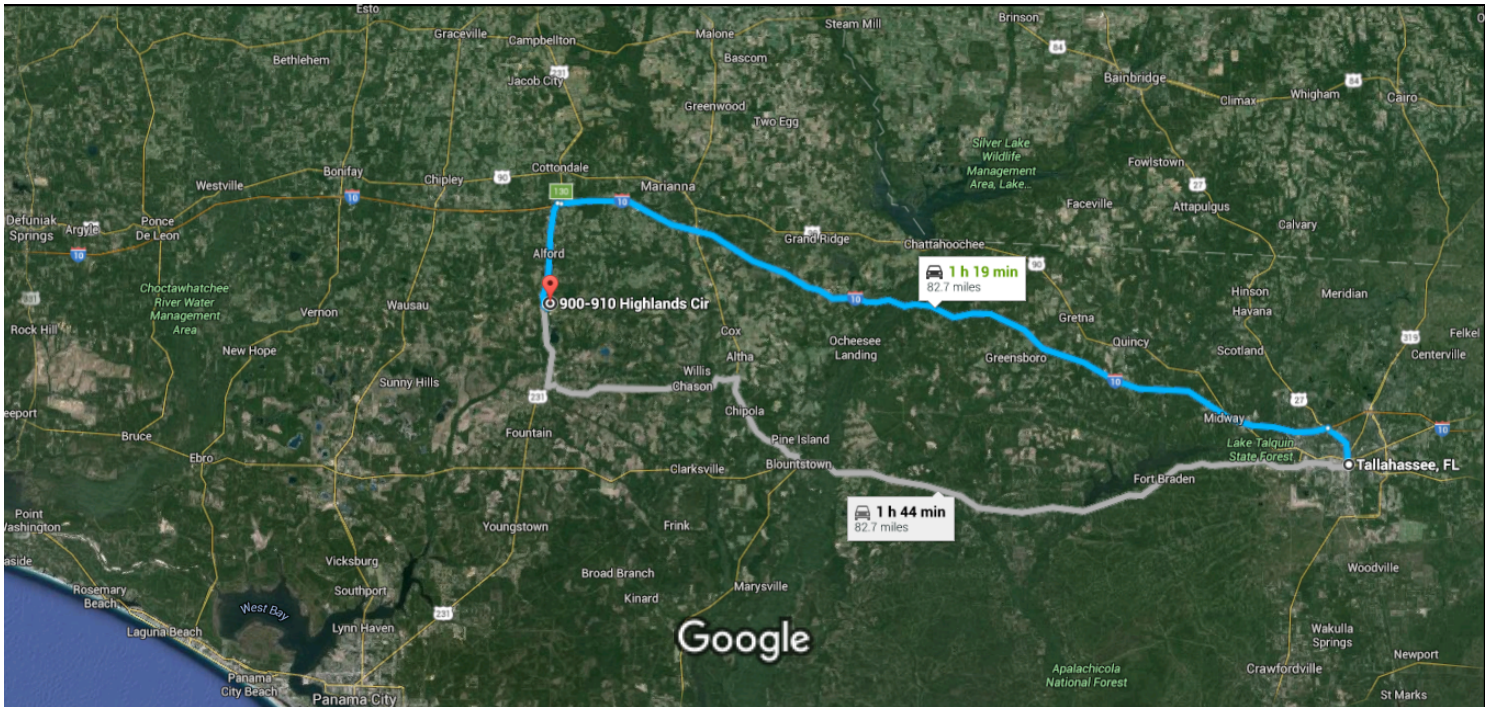 Esto
Graceville
Campbellton
Malone
Steam Mill
Brinson
84
Bethlehem
231
Bascom
Bainbridge
84
Jacob City
Whigham
Cairo
Greenwood
Climax
Two Egg
Silver Lake
Wildlife
Management
Area, Lake...
Fowlstown
Cottondale
Bonifay
Chipley
90
Marianna
27
Westville
130
10
10
Faceville
Attapulgus
Defuniak
Springs
Argyle
Ponce
De Leon
Grand Ridge
Chattahoochee
Calvary
10
Alford
90
1 h 19 min
82.7 miles
Choctawhatchee
River Water
Management
Area
Hinson
Havana
Meridian
900-910 Highlands Cir
10
Wausau
Vernon
Gretna
Rock Hill
Cox
Ocheesee
Landing
Quincy
319
Felkel
New Hope
Altha
Greensboro
Scotland
Centerville
Sunny Hills
Willis
Chason
10
231
27
eeport
Chipola
Midway
Bruce
Fountain
Pine Island
10
Lake Talquin
State Forest
Ebro
Clarksville
Blountstown
Tallahassee, FL
Fort Braden
Point
Washington
1 h 44 min
82.7 miles
Youngstown
Frink
Vicksburg
Woodville
aside
Broad Branch
Marysville
Rosemary
Beach
Southport
Kinard
West Bay
231
Laguna Beach
Lynn Haven
Google
Wakulla
Springs
Newport
Panama
City Beach
Panama City
Apalachicola
National Forest
Crawfordville
St Marks